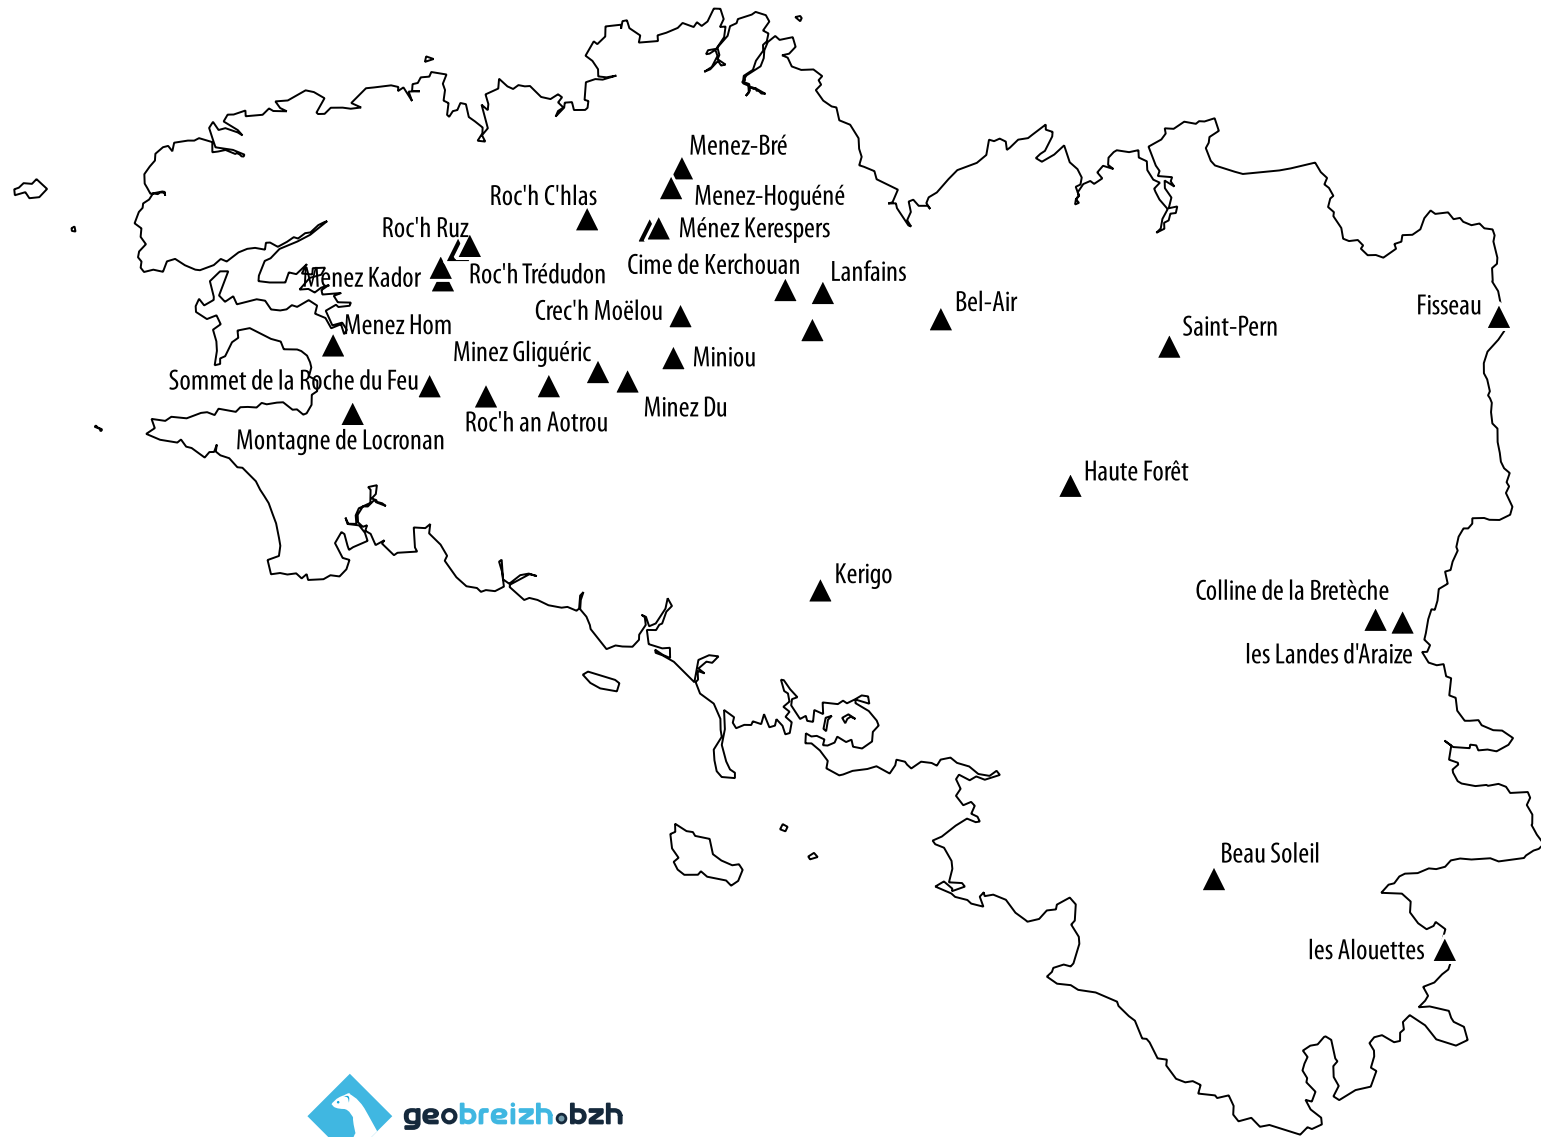 Menez-Bré
Roc'h C'hlas
Menez-Hoguéné
Roc'h Ruz
Ménez Kerespers
Cime de Kerchouan
Lanfains
Menez Kador
Roc'h Trédudon
Bel-Air
Fisseau
Crec'h Moëlou
Menez Hom
Saint-Pern
Minez Gliguéric
Miniou
Sommet de la Roche du Feu
Minez Du
Roc'h an Aotrou
Montagne de Locronan
Haute Forêt
Kerigo
Colline de la Bretèche
les Landes d'Araize
Beau Soleil
les Alouettes
geobreizh.bzh